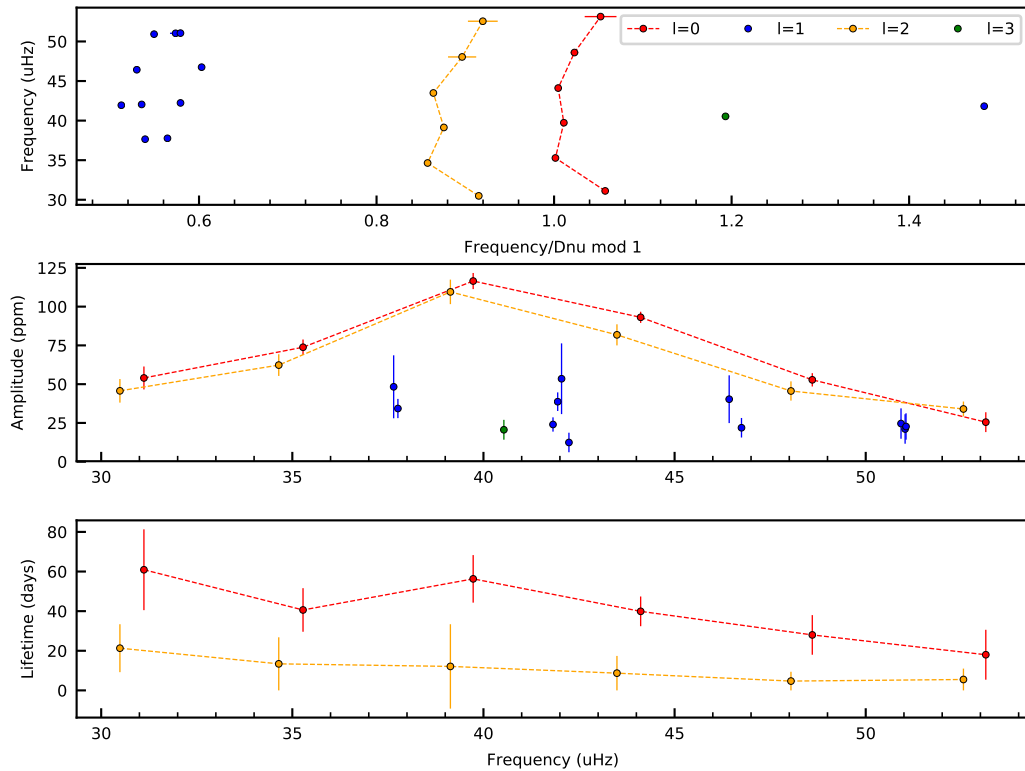 Frequency (uHz)
50
45
40
35
30
l=0 l=1 l=2 l=3
0.6 0.8 1.0 1.2 1.4
Frequency/Dnu mod 1
Amplitude (ppm)
125
100
75
50
25
0
30 35 40 45 50
Lifetime (days)
80
60
40
20
0
30 35 40 45 50
Frequency (uHz)